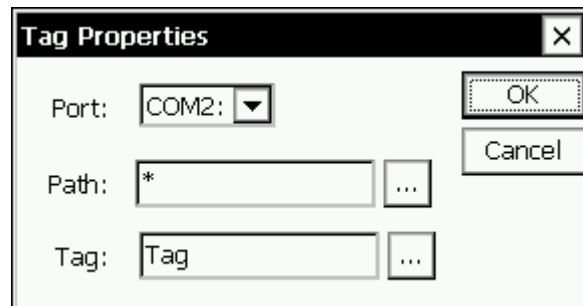 Tag Properties
Port: COM2: OK
Cancel
Path: * ...
Tag: Tag ...